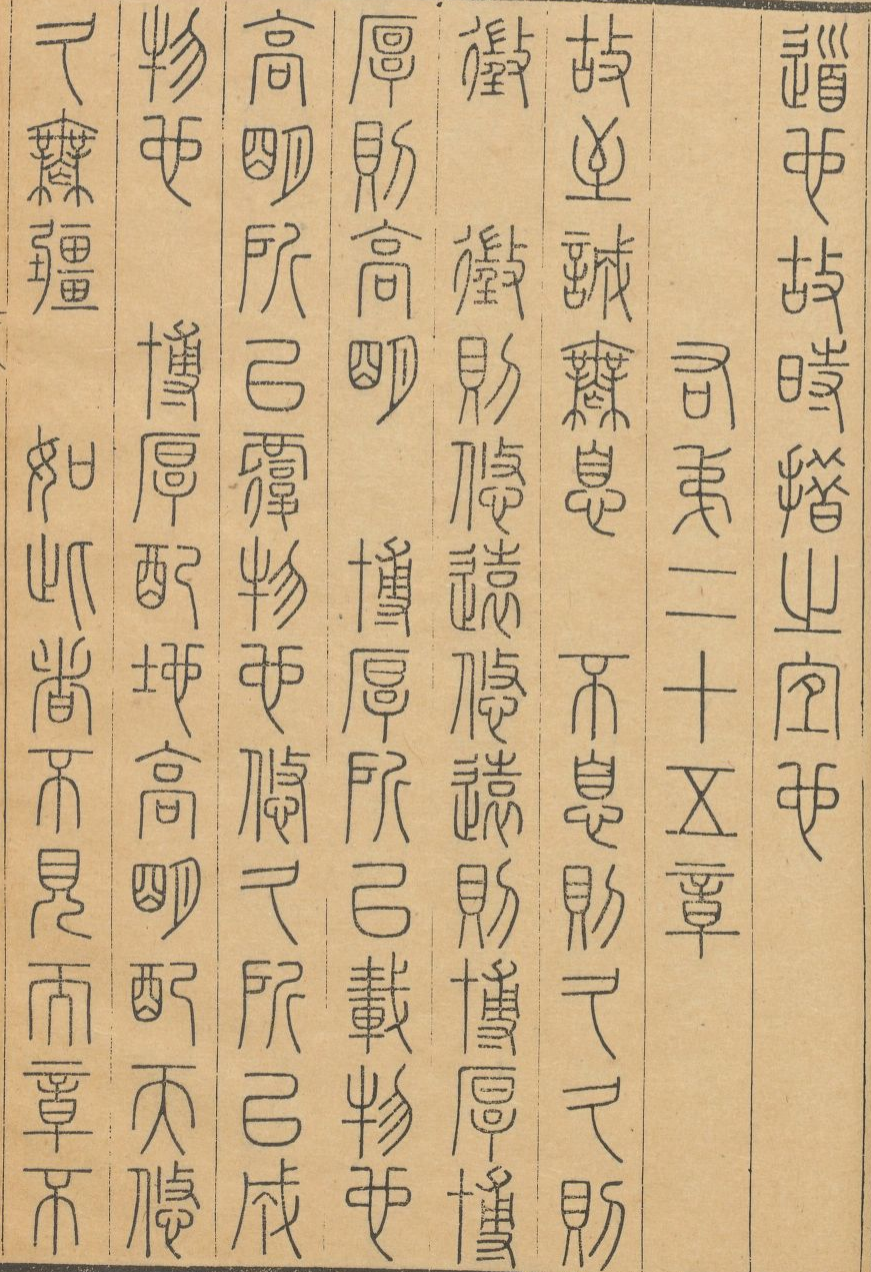 道也故時措之宜也
右弟二十五章
故至誠無息　不息則久久則
徵　徵則悠遠悠遠則博厚博
厚則高明　博厚所㠯載物也
高明所㠯覆物也悠久所㠯成
物也　博厚配地高明配天悠
久無疆　如此者不見而章不